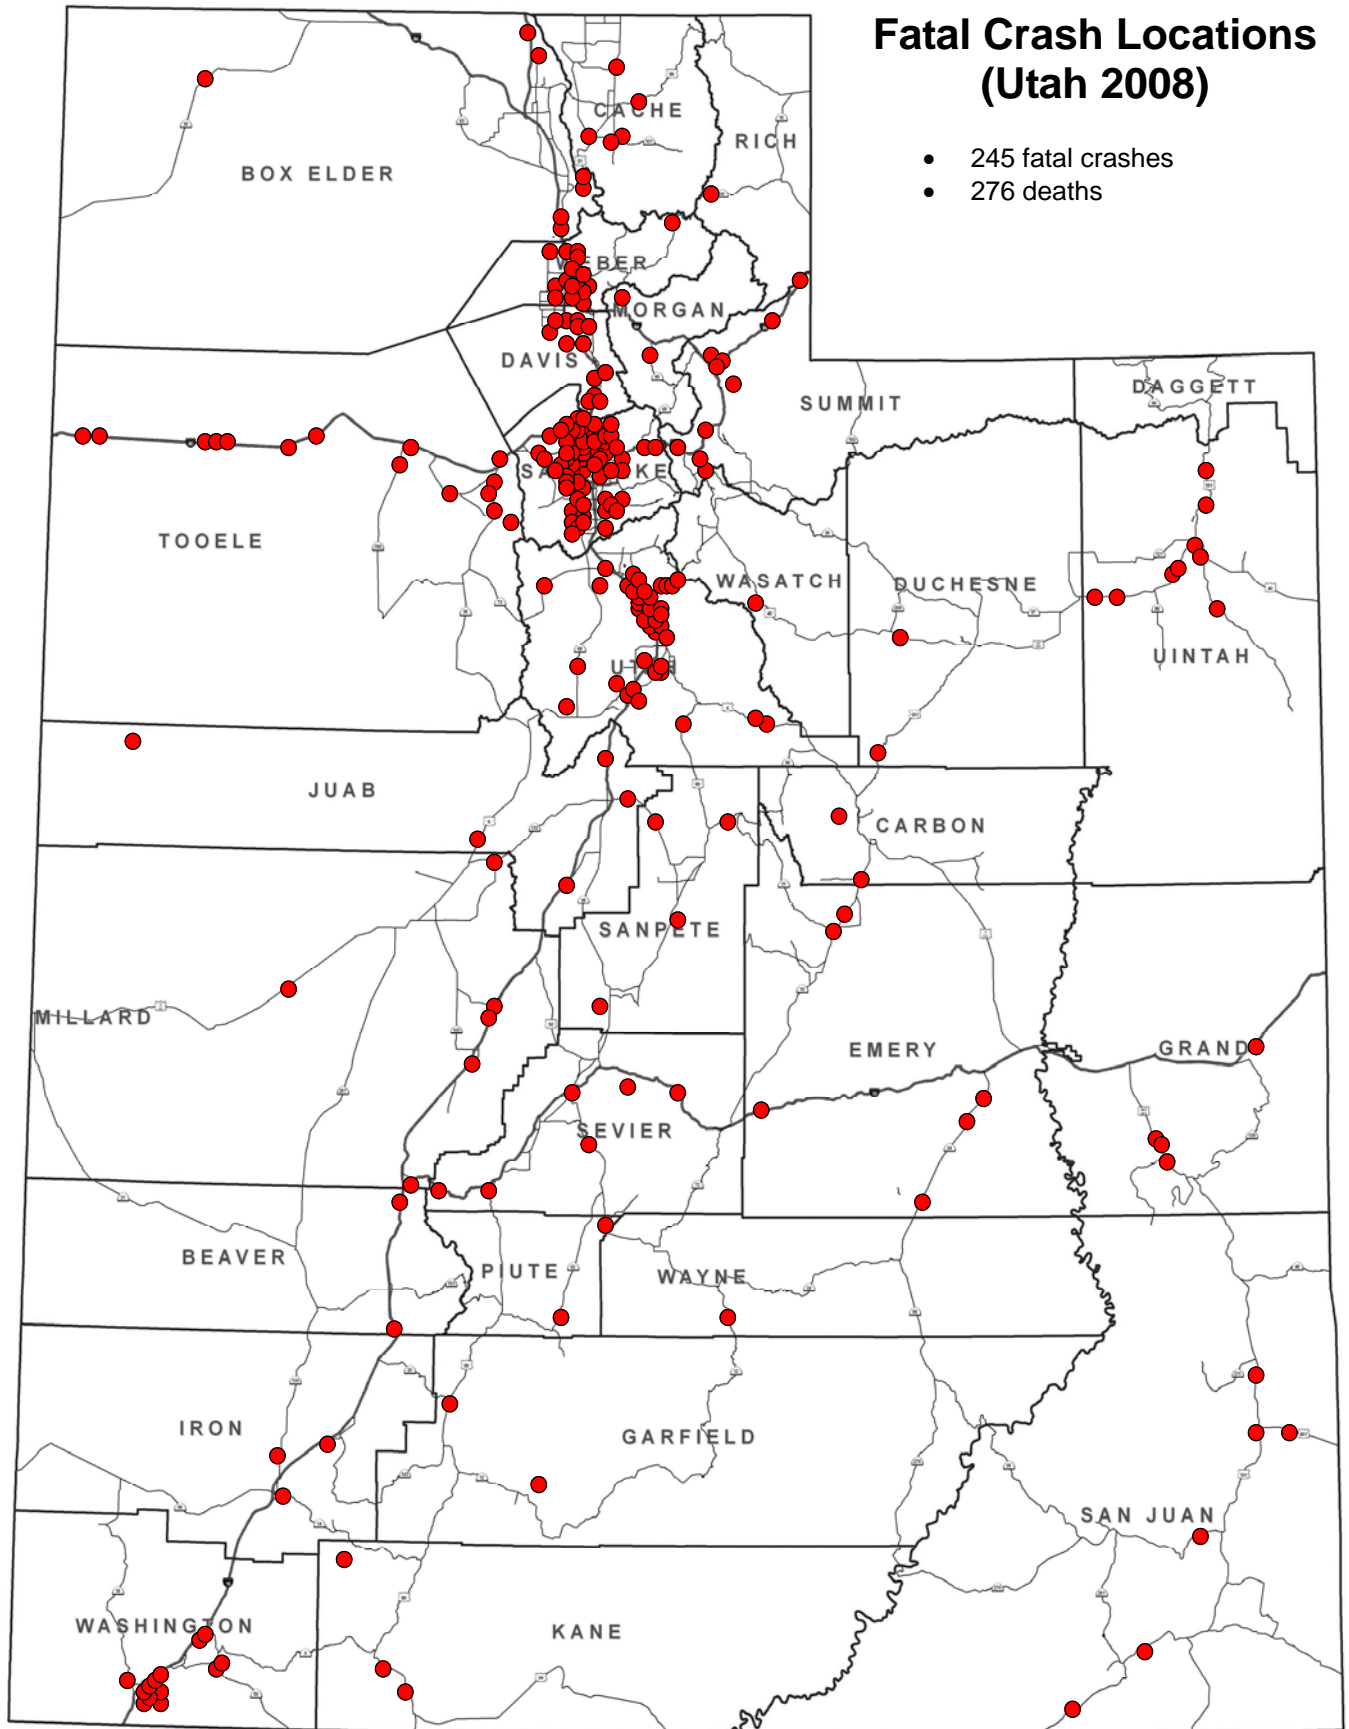 Fatal Crash Locations
(Utah 2008)
• 245 fatal crashes
• 276 deaths
CACHE
RICH
BOX ELDER
WEBER
MORGAN
DAVIS
DAGGETT
SUMMIT
SALT LAKE
TOOELE
WASATCH
DUCHESNE
UINTAH
UTAH
JUAB
CARBON
SANPETE
MILLARD
EMERY
GRAND
SEVIER
BEAVER
PIUTE
WAYNE
IRON
GARFIELD
SAN JUAN
WASHINGTON
KANE